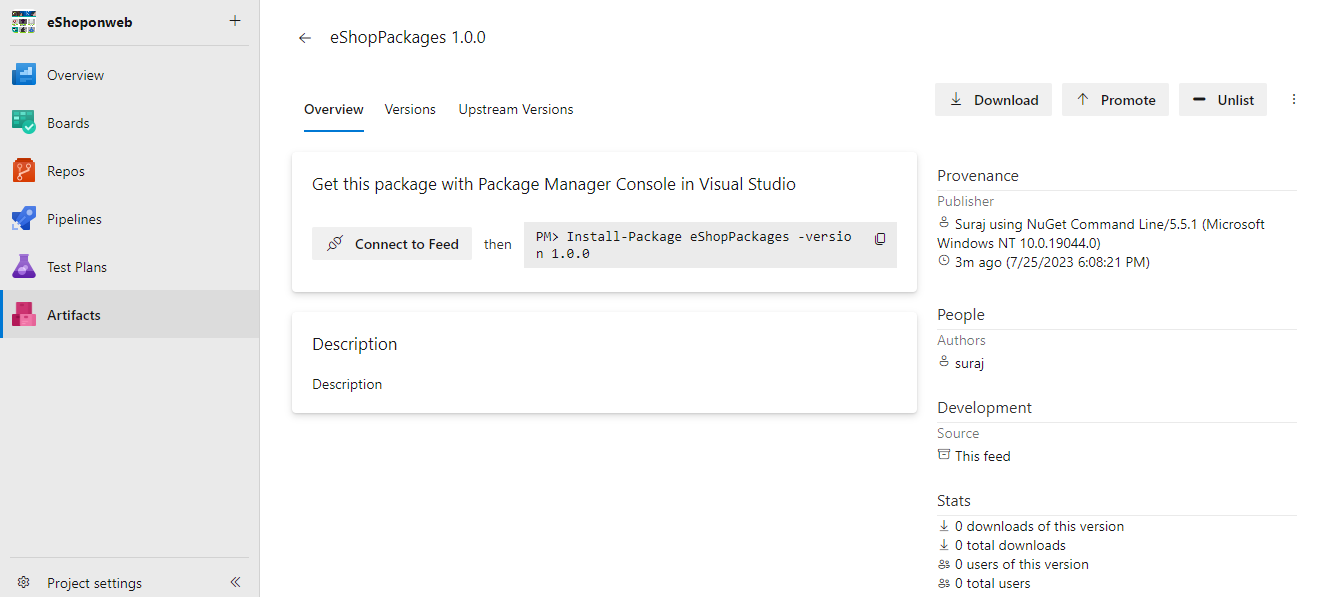 eShoponweb
Overview
Boards
Repos
Pipelines
Test Plans
Artifacts
Project settings
eShopPackages 1.0.0
Overview Versions Upstream Versions
Download Promote Unlist
Get this package with Package Manager Console in Visual Studio
Connect to Feed then
PM> Install-Package eShopPackages -versio
n 1.0.0
Description
Description
Provenance
Publisher
Suraj using NuGet Command Line/5.5.1 (Microsoft
Windows NT 10.0.19044.0)
3m ago (7/25/2023 6:08:21 PM)
People
Authors
suraj
Development
Source
This feed
Stats
0 downloads of this version
0 total downloads
0 users of this version
0 total users